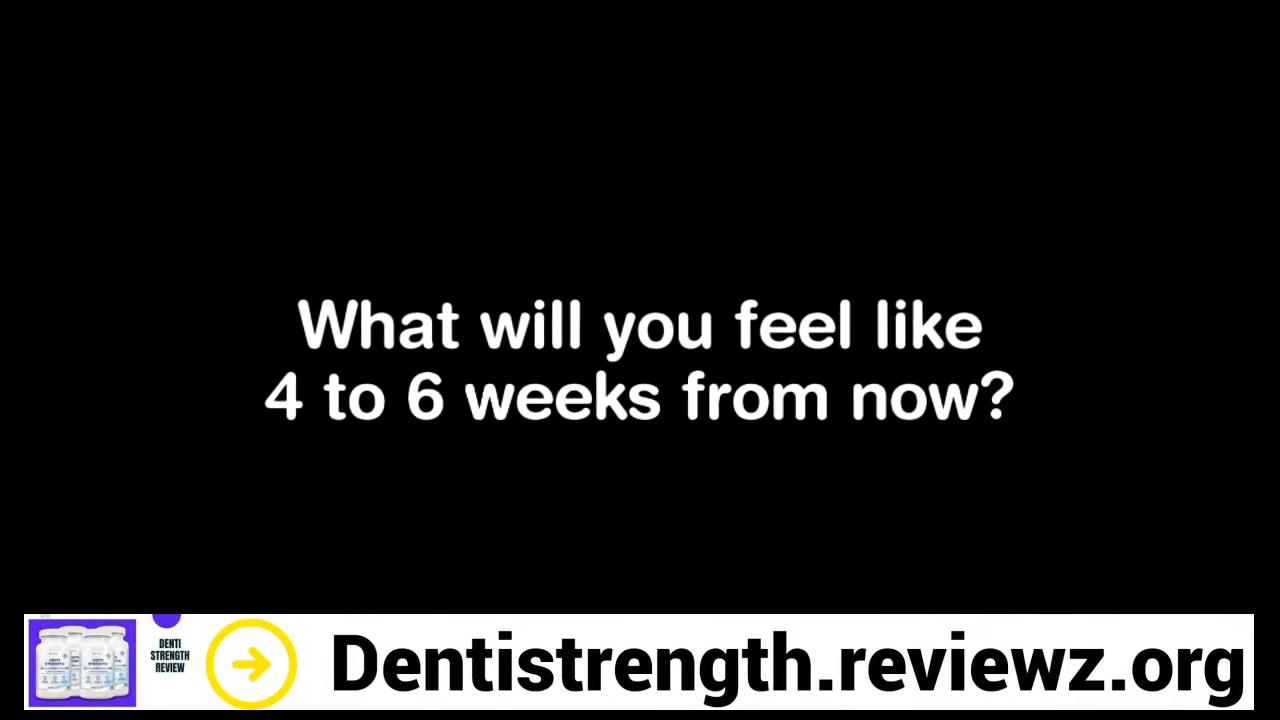 What will you feel like
4 to 6 weeks from now?
DENTI
STRENGTH
REVIEW
Dentistrength.reviewz.org